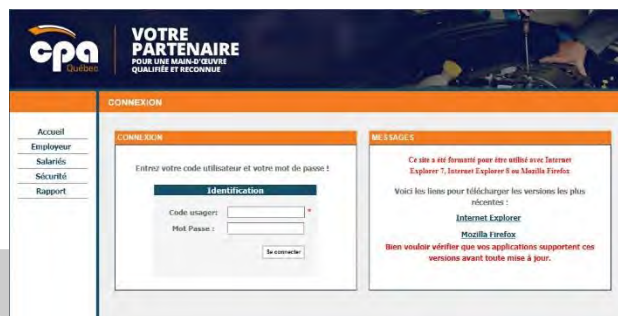 cpa
Québec
VOTRE
PARTENAIRE
POUR UNE MAIN-D'ŒUVRE
QUALIFIÉE ET RECONNUE
CONNEXION
Accueil
Employeur
Salariés
Sécurité
Rapport
CONNEXION
Entrez votre code utilisateur et votre mot de passe !
Identification
Code usager:
*
Mot Passe :
Se connecter
MESSAGES
Ce site a été formaté pour être utilisé avec Internet
Explorer 7, Internet Explorer 8 ou Mozilla Firefox
Voici les liens pour télécharger les versions les plus
récentes :
Internet Explorer
Mozilla Firefox
Bien vouloir vérifier que vos applications supportent ces
versions avant toute mise à jour.